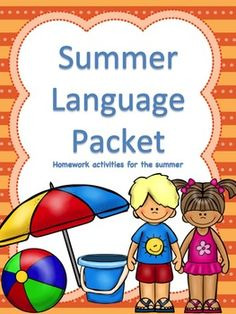 Summer
Language
Packet
Homework activities for the summer